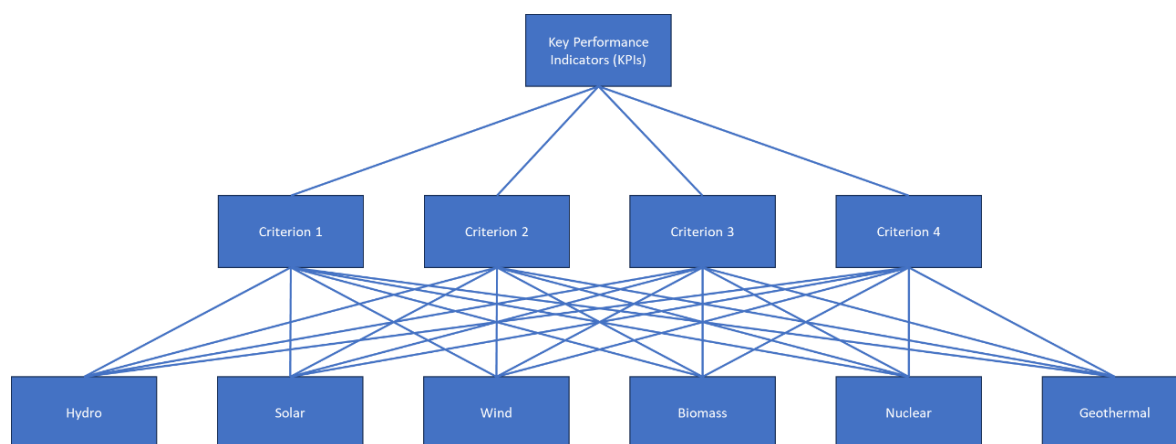 Key Performance
Indicators (KPIs)
Criterion 1
Criterion 2
Criterion 3
Criterion 4
Hydro
Solar
Wind
Biomass
Nuclear
Geothermal